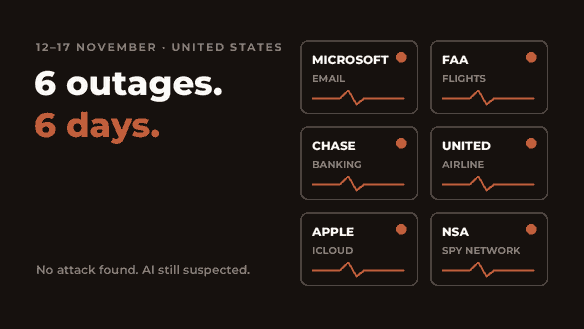 12–17 NOVEMBER · UNITED STATES
6 outages.
6 days.
No attack found. AI still suspected.
MICROSOFT
EMAIL
FAA
FLIGHTS
CHASE
BANKING
UNITED
AIRLINE
APPLE
ICLOUD
NSA
SPY NETWORK